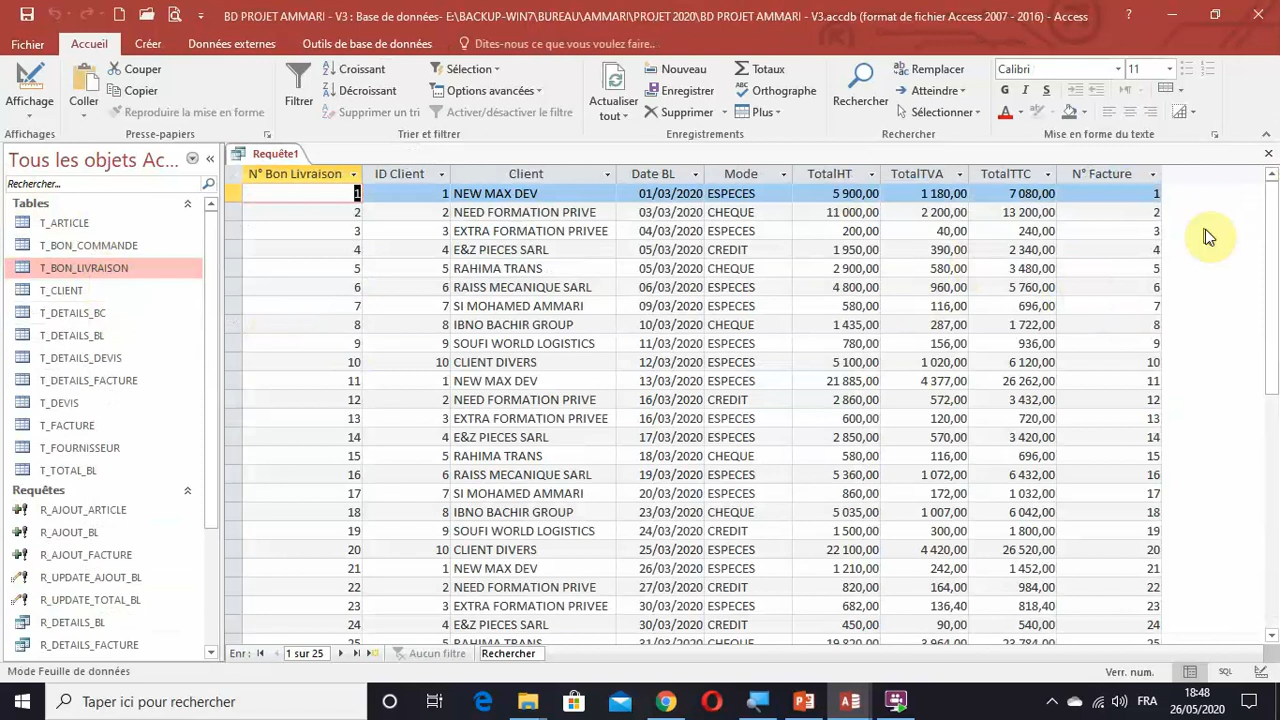 BD PROJET AMMARI - V3 : Base de données- E:\BACKUP-WIN7\BUREAU\AMMARI\PROJET 2020\BD PROJET AMMARI - V3.accdb (format de fichier Access 2007 - 2016) - Access
Fichier Accueil Créer Données externes Outils de base de données Dites-nous ce que vous voulez faire..
Affichage Coller Couper Copier Reproduire la mise en forme
Filtrer Croissant Décroissant Supprimer un tri Sélection Options avancées Activer/désactiver le filtre
Actualiser tout Nouveau Enregistrer Supprimer Totaux Orthographe Plus
Rechercher Remplacer Atteindre Sélectionner Calibri 11
G I S A
Affichages Presse-papiers Trier et filtrer Enregistrements Rechercher Mise en forme du texte
Tous les objets Ac...
Rechercher...
Tables
T_ARTICLE
T_BON_COMMANDE
T_BON_LIVRAISON
T_CLIENT
T_DETAILS_BC
T_DETAILS_BL
T_DETAILS_DEVIS
T_DETAILS_FACTURE
T_DEVIS
T_FACTURE
T_FOURNISSEUR
T_TOTAL_BL
Requêtes
R_AJOUT_ARTICLE
R_AJOUT_BL
R_AJOUT_FACTURE
R_UPDATE_AJOUT_BL
R_UPDATE_TOTAL_BL
R_DETAILS_BL
R_DETAILS_FACTURE
Requête1
N° Bon Livraison ID Client Client Date BL Mode TotalHT TotalTVA TotalTTC N° Facture
1 1 NEW MAX DEV 01/03/2020 ESPECES 5 900,00 1 180,00 7 080,00 1
2 2 NEED FORMATION PRIVE 03/03/2020 CHEQUE 11 000,00 2 200,00 13 200,00 2
3 3 EXTRA FORMATION PRIVEE 04/03/2020 ESPECES 200,00 40,00 240,00 3
4 4 E&Z PIECES SARL 05/03/2020 CREDIT 1 950,00 390,00 2 340,00 4
5 5 RAHIMA TRANS 05/03/2020 CHEQUE 2 900,00 580,00 3 480,00 5
6 6 RAISS MECANIQUE SARL 06/03/2020 ESPECES 4 800,00 960,00 5 760,00 6
7 7 SI MOHAMED AMMARI 09/03/2020 ESPECES 580,00 116,00 696,00 7
8 8 IBNO BACHIR GROUP 10/03/2020 CHEQUE 1 435,00 287,00 1 722,00 8
9 9 SOUFI WORLD LOGISTICS 11/03/2020 ESPECES 780,00 156,00 936,00 9
10 10 CLIENT DIVERS 12/03/2020 ESPECES 5 100,00 1 020,00 6 120,00 10
11 1 NEW MAX DEV 13/03/2020 ESPECES 21 885,00 4 377,00 26 262,00 11
12 2 NEED FORMATION PRIVE 16/03/2020 CREDIT 2 860,00 572,00 3 432,00 12
13 3 EXTRA FORMATION PRIVEE 16/03/2020 ESPECES 600,00 120,00 720,00 13
14 4 E&Z PIECES SARL 17/03/2020 ESPECES 2 850,00 570,00 3 420,00 14
15 5 RAHIMA TRANS 18/03/2020 CHEQUE 580,00 116,00 696,00 15
16 6 RAISS MECANIQUE SARL 19/03/2020 ESPECES 5 360,00 1 072,00 6 432,00 16
17 7 SI MOHAMED AMMARI 20/03/2020 ESPECES 860,00 172,00 1 032,00 17
18 8 IBNO BACHIR GROUP 23/03/2020 CHEQUE 5 035,00 1 007,00 6 042,00 18
19 9 SOUFI WORLD LOGISTICS 24/03/2020 CREDIT 1 500,00 300,00 1 800,00 19
20 10 CLIENT DIVERS 25/03/2020 ESPECES 22 100,00 4 420,00 26 520,00 20
21 1 NEW MAX DEV 26/03/2020 ESPECES 1 210,00 242,00 1 452,00 21
22 2 NEED FORMATION PRIVE 27/03/2020 CREDIT 820,00 164,00 984,00 22
23 3 EXTRA FORMATION PRIVEE 30/03/2020 ESPECES 682,00 136,40 818,40 23
24 4 E&Z PIECES SARL 30/03/2020 CREDIT 450,00 90,00 540,00 24
25 5 RAHIMA TRANS 31/03/2020 CHEQUE 19 820,00 3 964,00 23 784,00 25
Enr : 1 sur 25 Aucun filtre Rechercher
Mode Feuille de données Verr. num. SQL
Taper ici pour rechercher FRA 18:48
26/05/2020